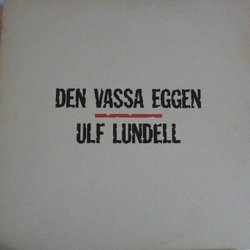 DEN VASSA EGGEN
ULF LUNDELL